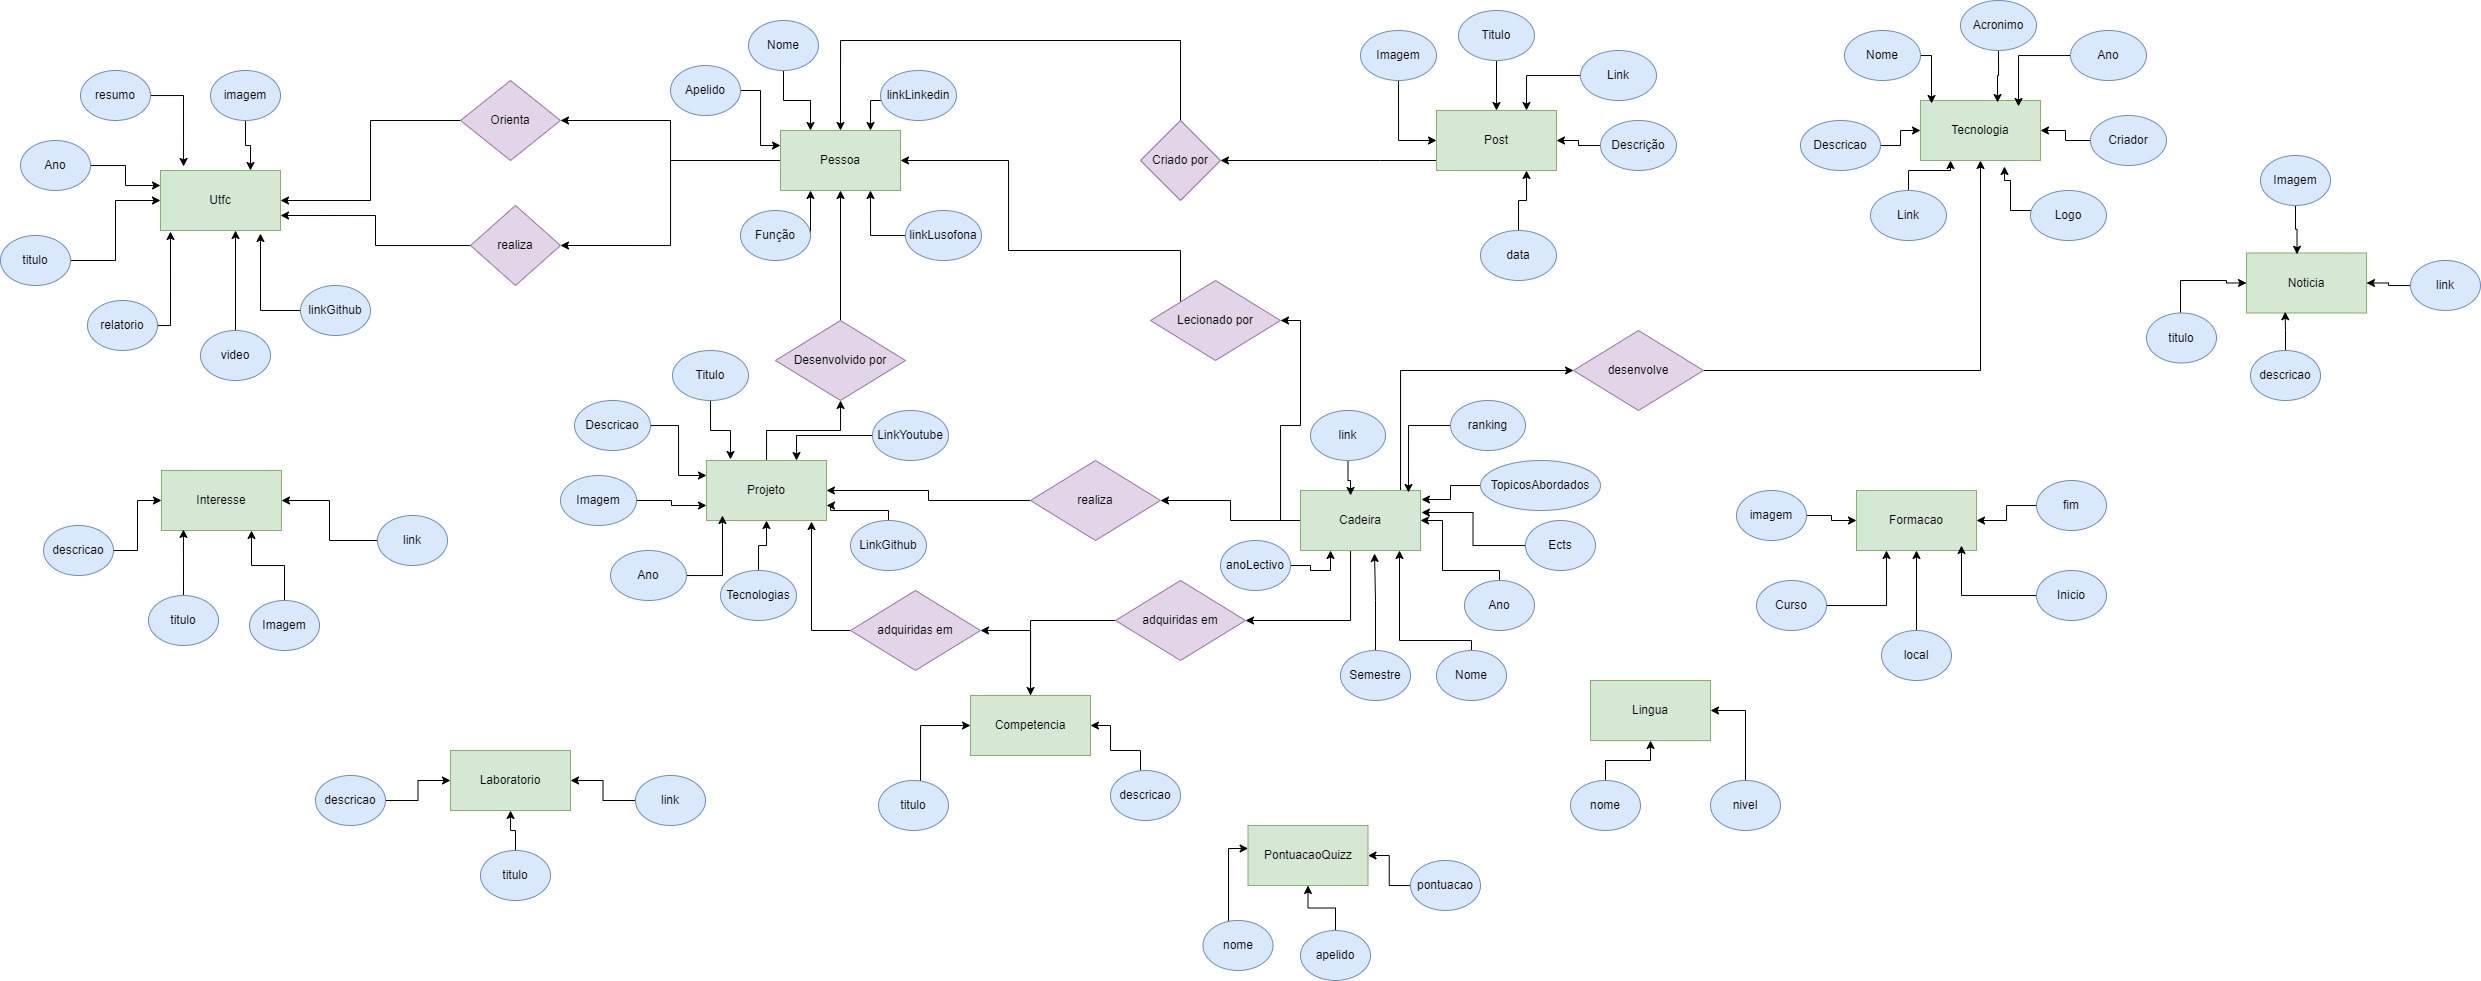 Acronimo
Nome
Titulo
Imagem
Nome
Ano
Link
Apelido
linkLinkedin
resumo
imagem
Orienta
Pessoa
Criado por
Post
Descrição
Descricao
Tecnologia
Criador
Ano
Utfc
Imagem
Link
Logo
realiza
Função
linkLusofona
data
titulo
Noticia
link
relatorio
linkGithub
video
Lecionado por
titulo
descricao
Desenvolvido por
desenvolve
Titulo
Descricao
LinkYoutube
link
ranking
Imagem
Projeto
realiza
TopicosAbordados
Interesse
Cadeira
imagem
Formacao
fim
descricao
link
LinkGithub
anoLectivo
Ects
Ano
Tecnologias
Ano
Curso
Inicio
titulo
Imagem
adquiridas em
adquiridas em
local
Semestre
Nome
Competencia
Lingua
Laboratorio
descricao
link
titulo
descricao
nome
nivel
titulo
PontuacaoQuizz
pontuacao
nome
apelido